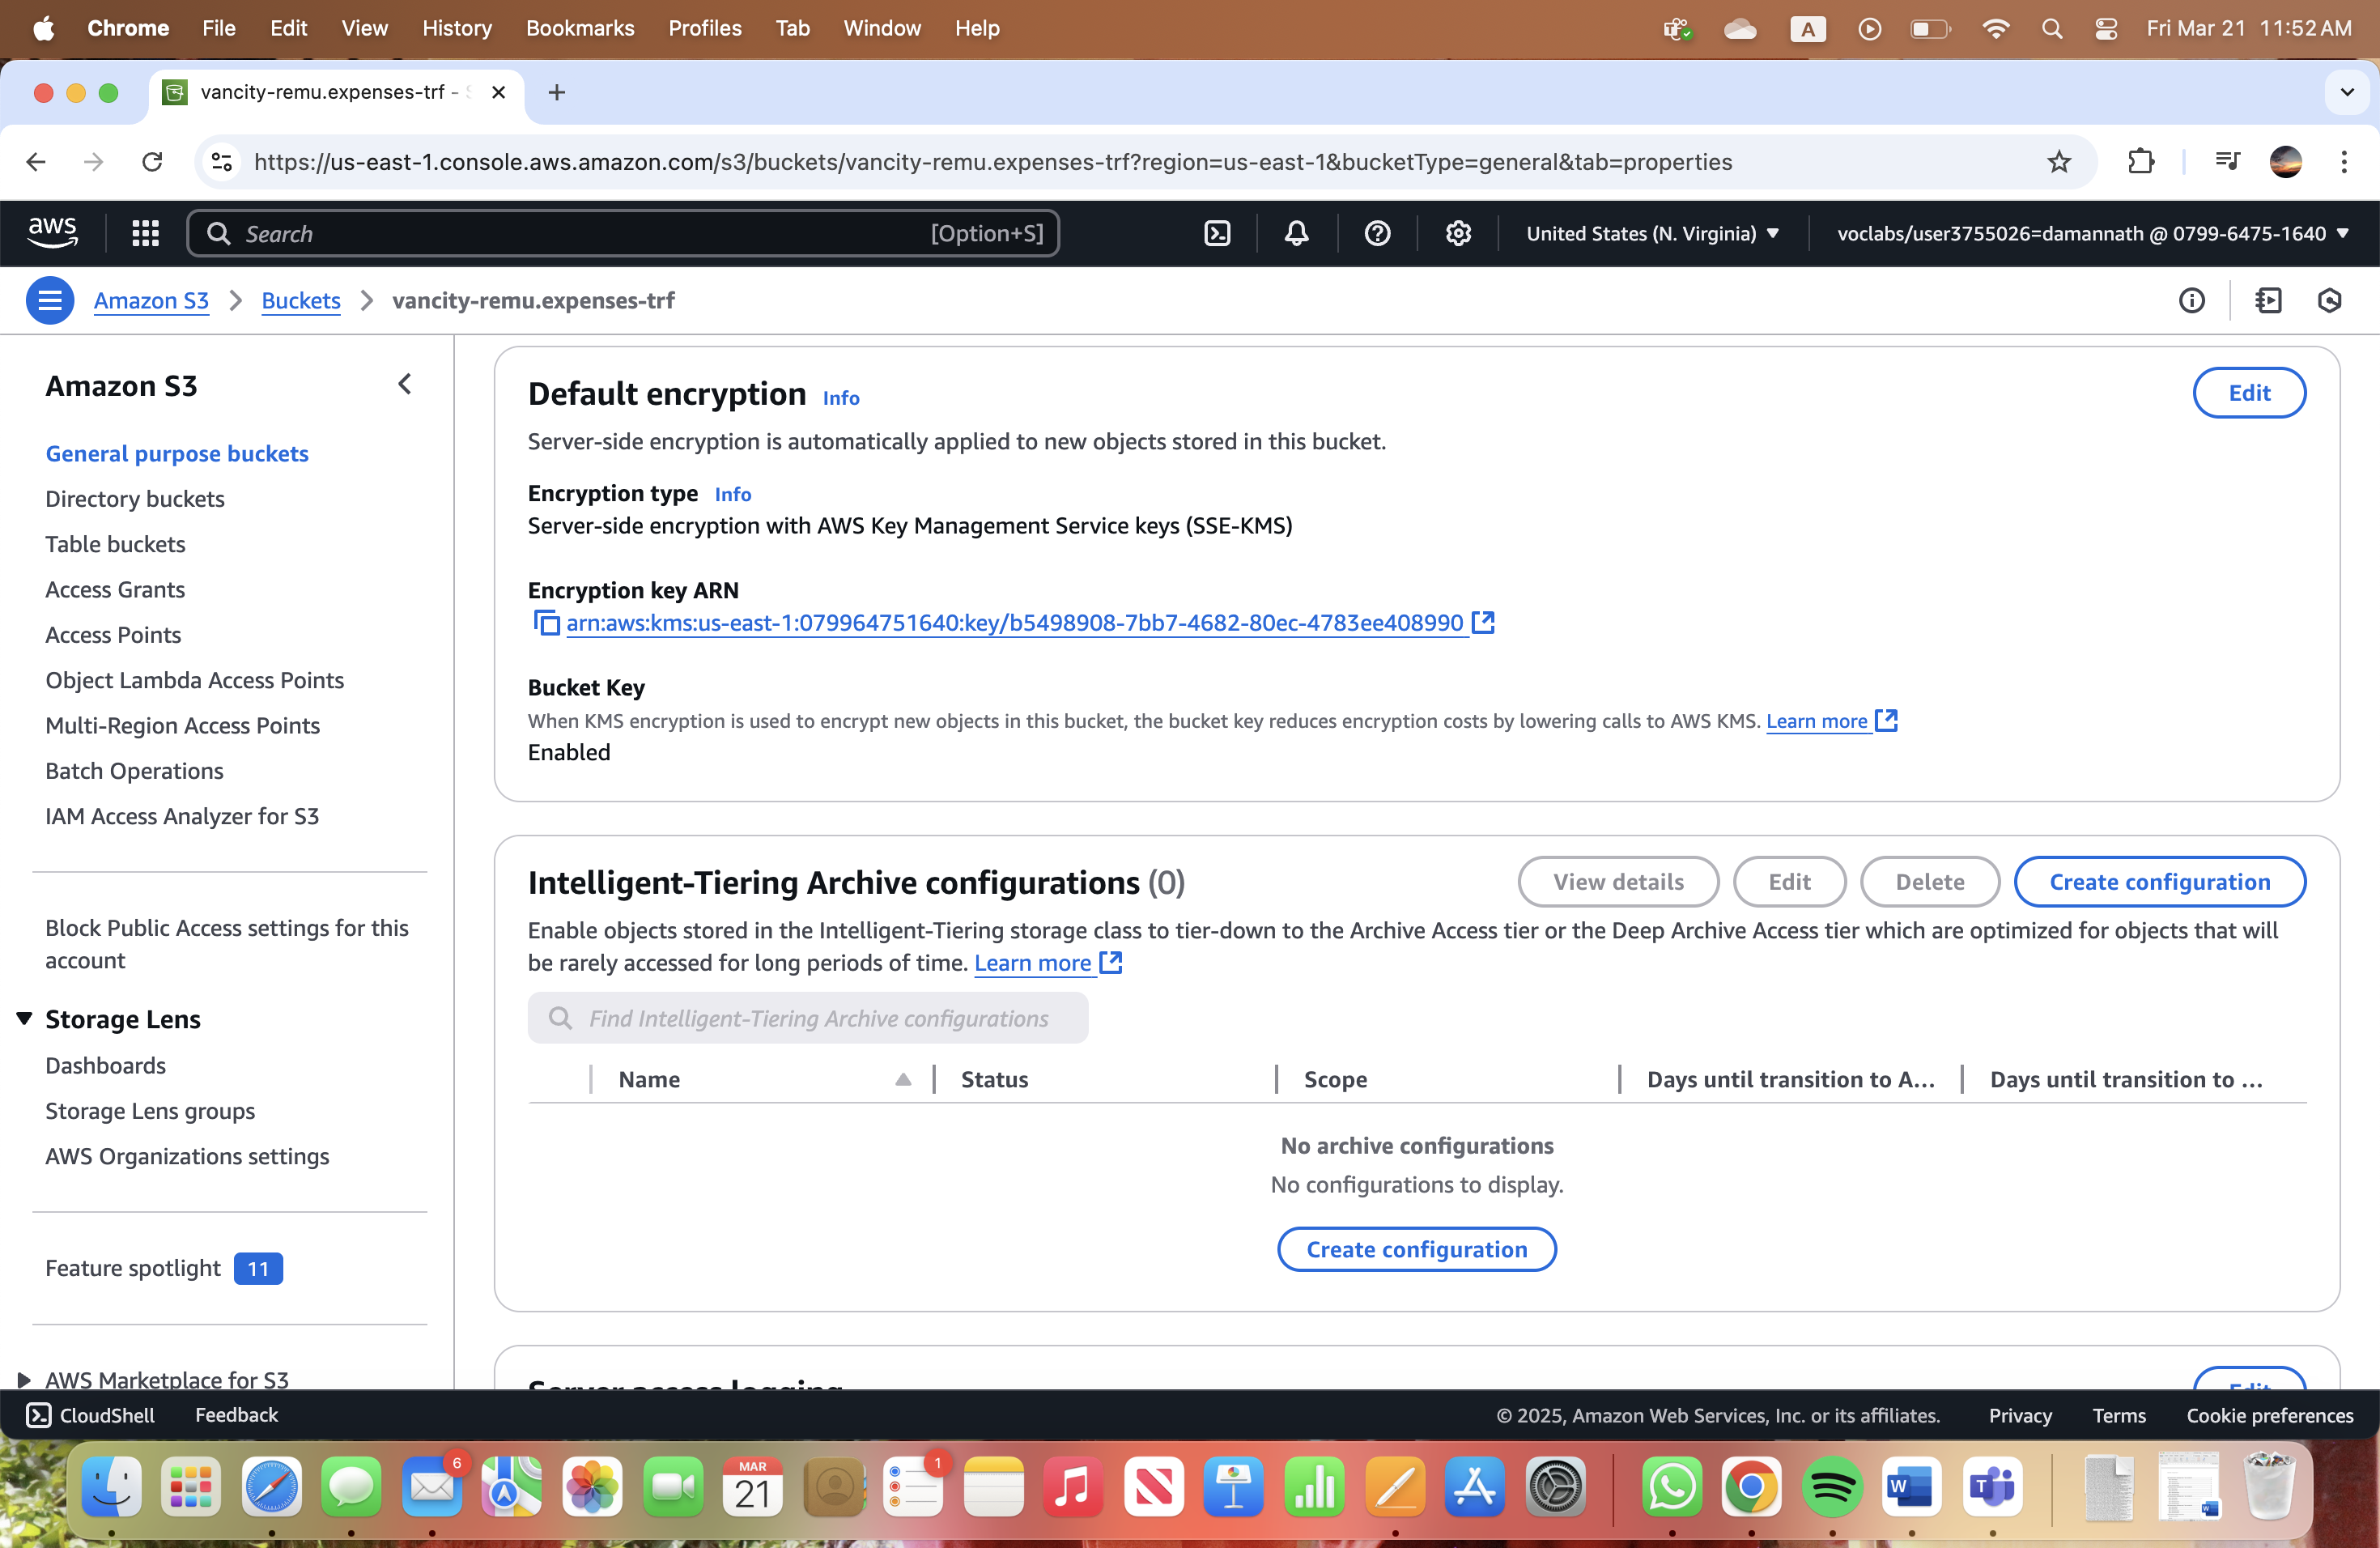 Chrome File Edit View History Bookmarks Profiles Tab Window Help A Fri Mar 21 11:52 AM
vancity-remu.expenses-trf -
https://us-east-1.console.aws.amazon.com/s3/buckets/vancity-remu.expenses-trf?region=us-east-1&bucketType=general&tab=properties
aws Search [Option+S] United States (N. Virginia) voclabs/user3755026=damannath @ 0799-6475-1640
Amazon S3 Buckets vancity-remu.expenses-trf
Amazon S3
General purpose buckets
Directory buckets
Table buckets
Access Grants
Access Points
Object Lambda Access Points
Multi-Region Access Points
Batch Operations
IAM Access Analyzer for S3
Block Public Access settings for this
account
Storage Lens
Dashboards
Storage Lens groups
AWS Organizations settings
Feature spotlight 11
AWS Marketplace for S3
Default encryption Info Edit
Server-side encryption is automatically applied to new objects stored in this bucket.
Encryption type Info
Server-side encryption with AWS Key Management Service keys (SSE-KMS)
Encryption key ARN
arn:aws:kms:us-east-1:079964751640:key/b5498908-7bb7-4682-80ec-4783ee408990
Bucket Key
When KMS encryption is used to encrypt new objects in this bucket, the bucket key reduces encryption costs by lowering calls to AWS KMS. Learn more
Enabled
Intelligent-Tiering Archive configurations (0) View details Edit Delete Create configuration
Enable objects stored in the Intelligent-Tiering storage class to tier-down to the Archive Access tier or the Deep Archive Access tier which are optimized for objects that will
be rarely accessed for long periods of time. Learn more
Find Intelligent-Tiering Archive configurations
Name Status Scope Days until transition to A... Days until transition to ...
No archive configurations
No configurations to display.
Create configuration
Server access logging Edit
CloudShell Feedback © 2025, Amazon Web Services, Inc. or its affiliates. Privacy Terms Cookie preferences
6 MAR 21 1 W T